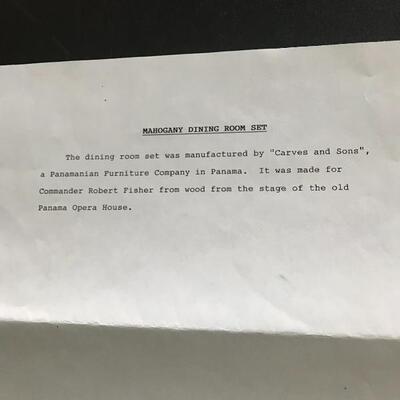 MAHOGANY DINING ROOM SET
The dining room set was manufactured by "Carves and Sons",
a Panamanian Furniture Company in Panama. It was made for
Commander Robert Fisher from wood from the stage of the old
Panama Opera House.